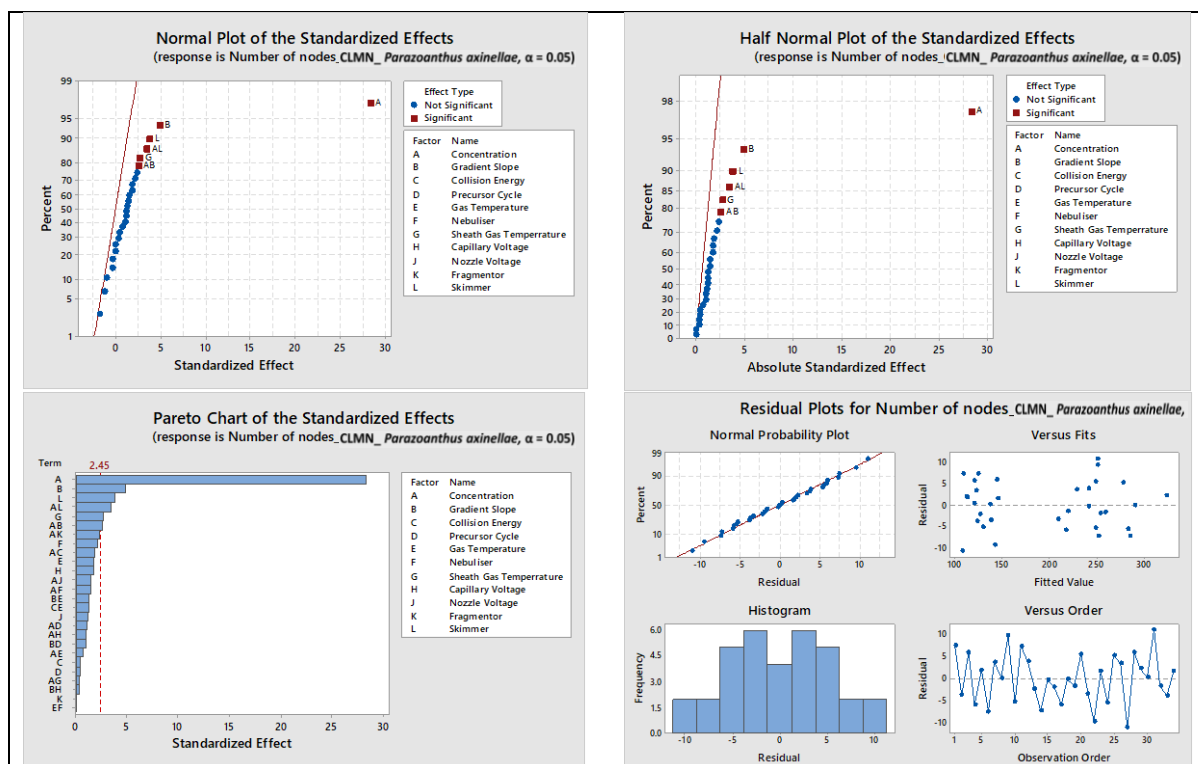 Normal Plot of the Standardized Effects
(response is Number of nodes_CLMN_ Parazoanthus axinellae, α = 0.05)
99
95
90
80
70
60
50
40
30
20
10
5
1
Percent
A
B
L
AL
G
AB
0
5
10
15
20
25
30
Standardized Effect
Effect Type
Not Significant
Significant
Factor Name
A Concentration
B Gradient Slope
C Collision Energy
D Precursor Cycle
E Gas Temperature
F Nebuliser
G Sheath Gas Temperrature
H Capillary Voltage
J Nozzle Voltage
K Fragmentor
L Skimmer
Half Normal Plot of the Standardized Effects
(response is Number of nodes_(CLMN_ Parazoanthus axinellae, α = 0.05)
98
95
90
85
80
70
60
50
40
30
20
10
0
Percent
A
B
L
AL
G
AB
0
5
10
15
20
25
30
Absolute Standardized Effect
Effect Type
Not Significant
Significant
Factor Name
A Concentration
B Gradient Slope
C Collision Energy
D Precursor Cycle
E Gas Temperature
F Nebuliser
G Sheath Gas Temperrature
H Capillary Voltage
J Nozzle Voltage
K Fragmentor
L Skimmer
Pareto Chart of the Standardized Effects
(response is Number of nodes_CLMN_ Parazoanthus axinellae, α = 0.05)
Term
2.45
A
B
L
AL
G
AB
AK
F
AC
E
H
AJ
AF
BE
CE
J
AD
AH
BD
AE
C
D
AG
BH
K
EF
0
5
10
15
20
25
30
Standardized Effect
Factor Name
A Concentration
B Gradient Slope
C Collision Energy
D Precursor Cycle
E Gas Temperature
F Nebuliser
G Sheath Gas Temperrature
H Capillary Voltage
J Nozzle Voltage
K Fragmentor
L Skimmer
Residual Plots for Number of nodes_CLMN_ Parazoanthus axinellae,
Normal Probability Plot
99
90
50
10
1
Percent
-10
-5
0
5
10
Residual
Versus Fits
10
5
0
-5
-10
Residual
100
150
200
250
300
Fitted Value
Histogram
6.0
4.5
3.0
1.5
0.0
Frequency
-10
-5
0
5
10
Residual
Versus Order
10
5
0
-5
-10
Residual
1
5
10
15
20
25
30
Observation Order